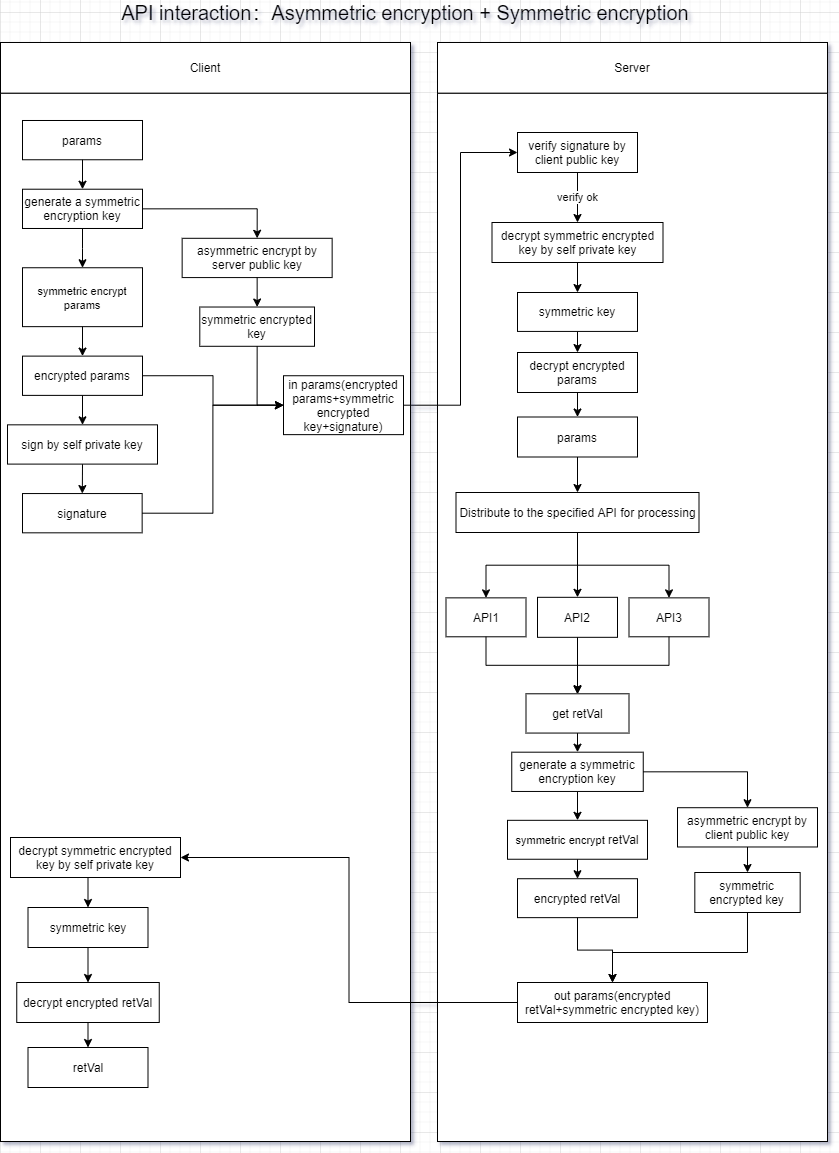 API interaction： Asymmetric encryption + Symmetric encryption
Client
params
generate a symmetric
encryption key
asymmetric encrypt by
server public key
symmetric encrypt
params
symmetric encrypted
key
encrypted params
in params(encrypted
params+symmetric
encrypted
key+signature)
sign by self private key
signature
decrypt symmetric encrypted
key by self private key
symmetric key
decrypt encrypted retVal
retVal
Server
verify signature by
client public key
verify ok
decrypt symmetric encrypted
key by self private key
symmetric key
decrypt encrypted
params
params
Distribute to the specified API for processing
API1
API2
API3
get retVal
generate a symmetric
encryption key
asymmetric encrypt by
client public key
symmetric encrypt retVal
symmetric
encrypted key
encrypted retVal
out params(encrypted
retVal+symmetric encrypted key)